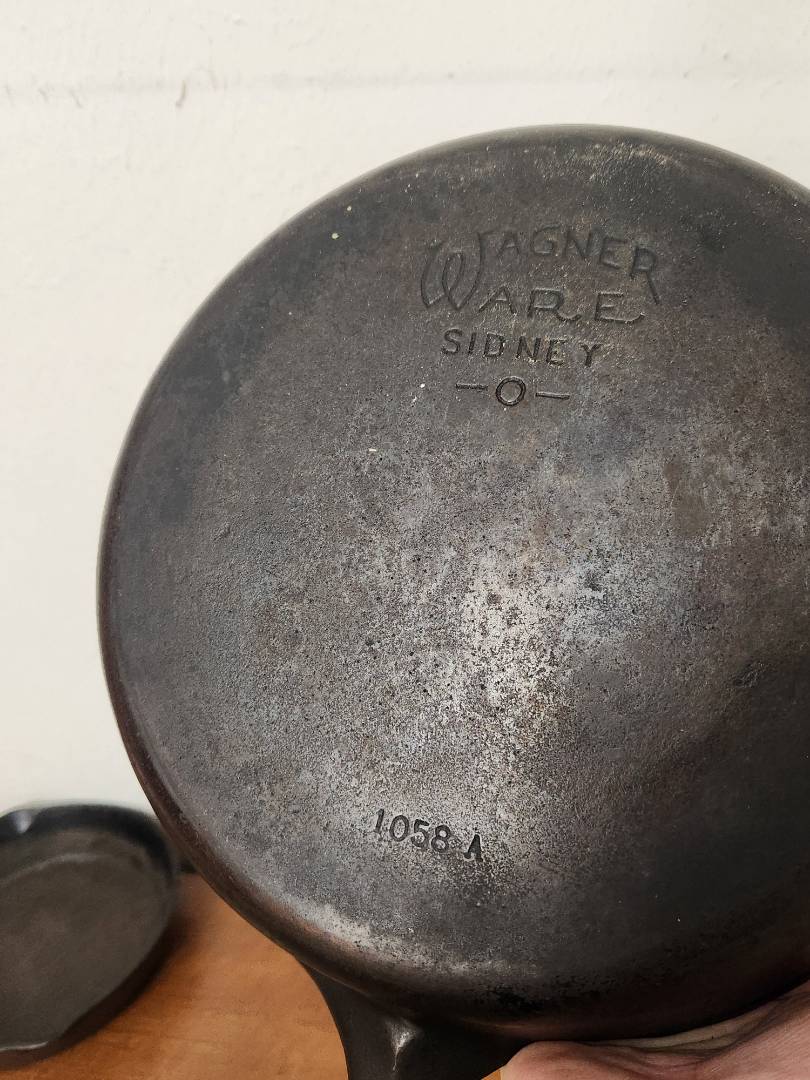 WAGNER
WARE
SIDNEY
-O-
1058 A